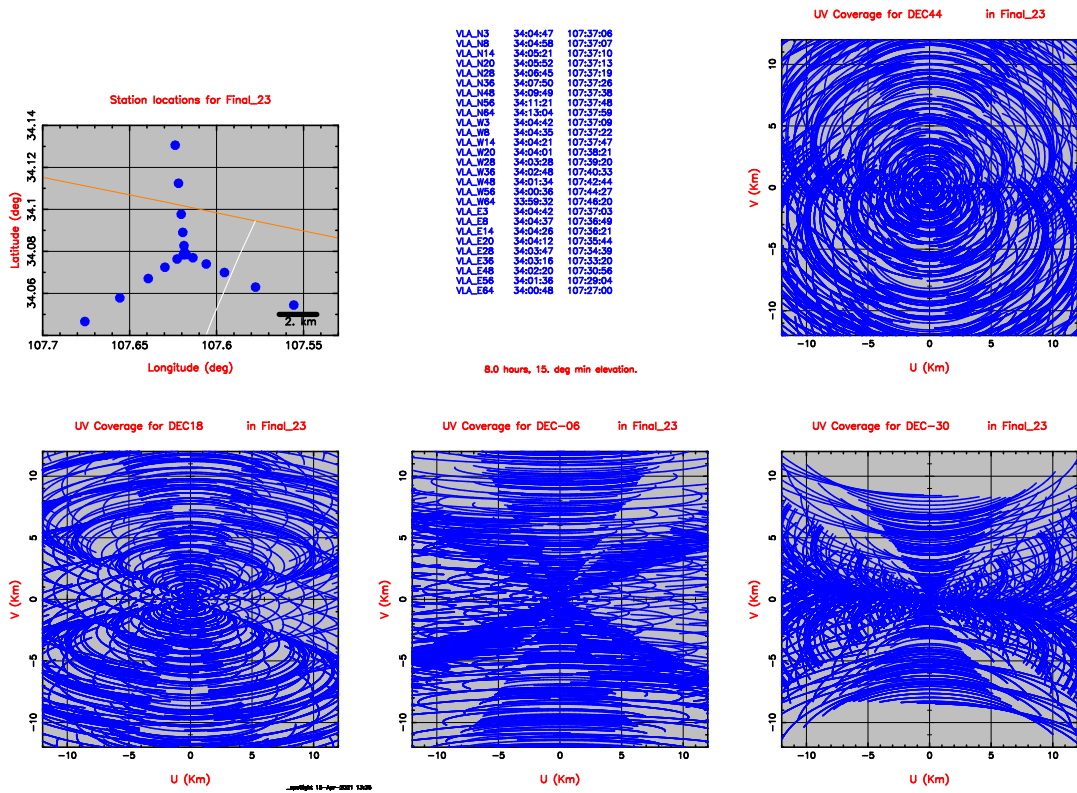 UV Coverage for DEC44 in Final_23
VLA_N3 34:04:47 107:37:06
VLA_N8 34:04:58 107:37:07
VLA_N14 34:05:21 107:37:10
VLA_N20 34:05:52 107:37:13
VLA_N28 34:06:45 107:37:19
VLA_N36 34:07:50 107:37:26
VLA_N48 34:09:49 107:37:38
VLA_N56 34:11:21 107:37:48
VLA_N64 34:13:04 107:37:59
VLA_W3 34:04:42 107:37:09
VLA_W8 34:04:35 107:37:22
VLA_W14 34:04:21 107:37:47
VLA_W20 34:04:01 107:38:21
VLA_W28 34:03:28 107:39:20
VLA_W36 34:02:48 107:40:33
VLA_W48 34:01:34 107:42:44
VLA_W56 34:00:36 107:44:27
VLA_W64 33:59:32 107:46:20
VLA_E3 34:04:42 107:37:03
VLA_E8 34:04:37 107:36:49
VLA_E14 34:04:26 107:36:21
VLA_E20 34:04:12 107:35:44
VLA_E28 34:03:47 107:34:39
VLA_E36 34:03:16 107:33:20
VLA_E48 34:02:20 107:30:56
VLA_E56 34:01:36 107:29:04
VLA_E64 34:00:48 107:27:00
8.0 hours, 15. deg min elevation.
Station locations for Final_23
Latitude (deg)
34.14
34.12
34.1
34.08
34.06
2. km
107.7 107.65 107.6 107.55
Longitude (deg)
V (Km)
10
5
0
-5
-10
-10 -5 0 5 10
U (Km)
UV Coverage for DEC18 in Final_23
V (Km)
10
5
0
-5
-10
-10 -5 0 5 10
U (Km)
UV Coverage for DEC-06 in Final_23
V (Km)
10
5
0
-5
-10
-10 -5 0 5 10
U (Km)
UV Coverage for DEC-30 in Final_23
V (Km)
10
5
0
-5
-10
-10 -5 0 5 10
U (Km)